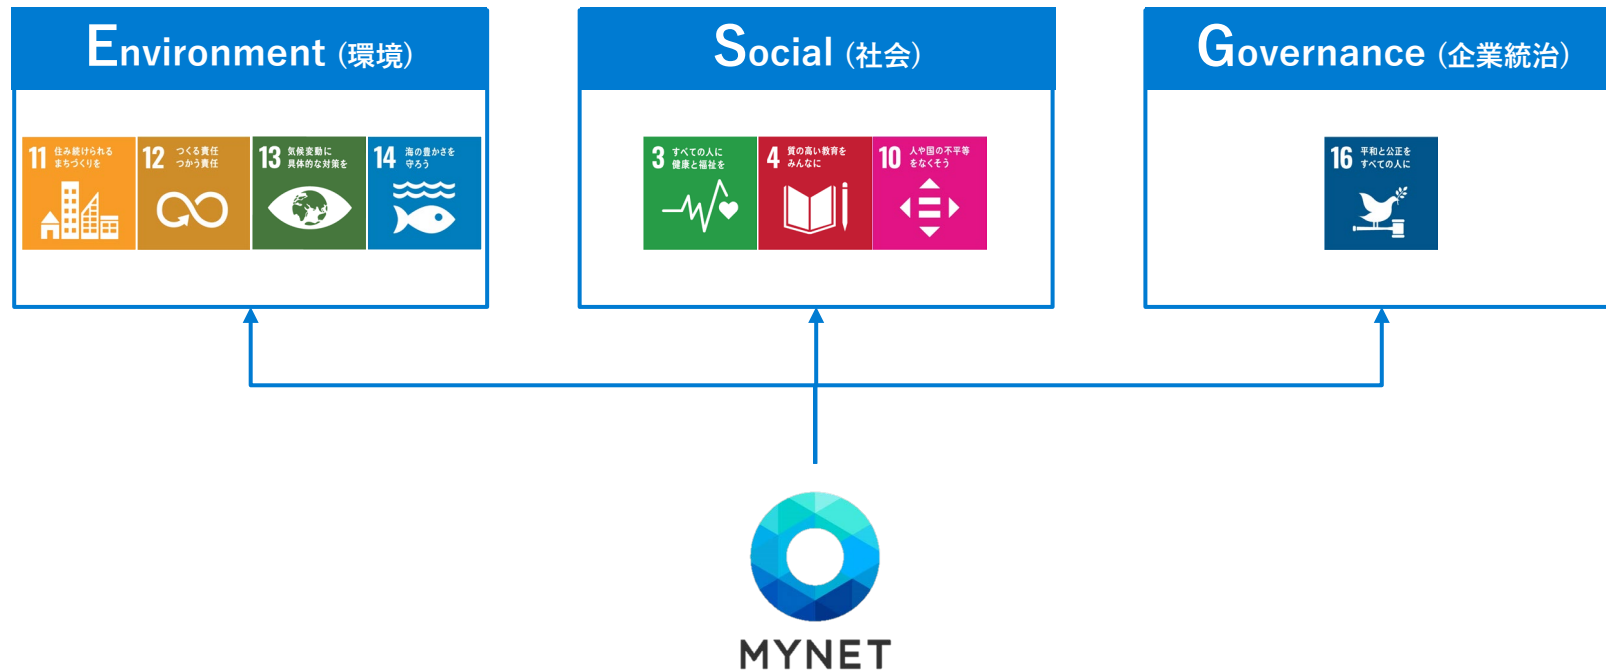 Environment (環境)
Social (社会)
Governance (企業統治)
11 住み続けられる
まちづくりを
12 つくる責任
つかう責任
13 気候変動に
具体的な対策を
14 海の豊かさを
守ろう
3 すべての人に
健康と福祉を
4 質の高い教育を
みんなに
10 人や国の不平等
をなくそう
16 平和と公正を
すべての人に
MYNET